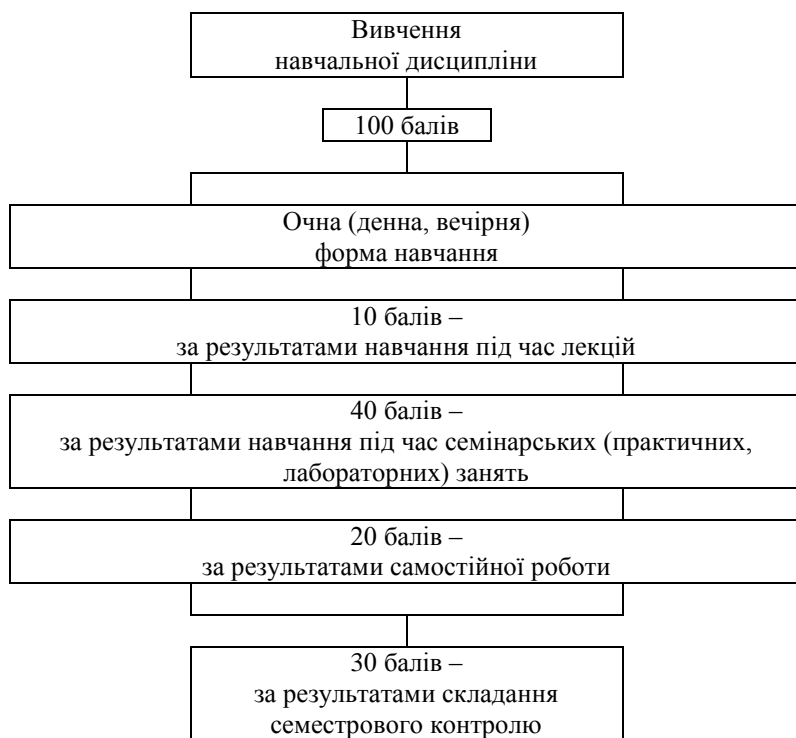 Вивчення
навчальної дисципліни
100 балів
Очна (денна, вечірня)
форма навчання
10 балів –
за результатами навчання під час лекцій
40 балів –
за результатами навчання під час семінарських (практичних,
лабораторних) занять
20 балів –
за результатами самостійної роботи
30 балів –
за результатами складання
семестрового контролю